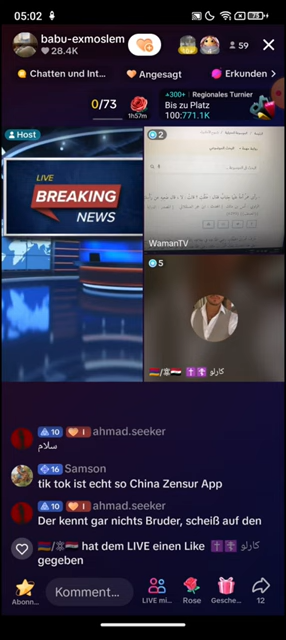 05:02
75
babu-exmoslem
28.4K
59
Chatten und Int...
Angesagt
Erkunden
0/73
1h57m
+300↑ | Regionales Turnier
Bis zu Platz
100:771.1K
Host
LIVE
BREAKING
NEWS
2
WamanTV
5
كارلو
10 I ahmad.seeker
سلام
16 Samson
tik tok ist echt so China Zensur App
10 I ahmad.seeker
Der kennt gar nichts Bruder, scheiß auf den
كارلو hat dem LIVE einen Like
gegeben
Abonn...
Komment...
LIVE mi...
Rose
Gesche...
12